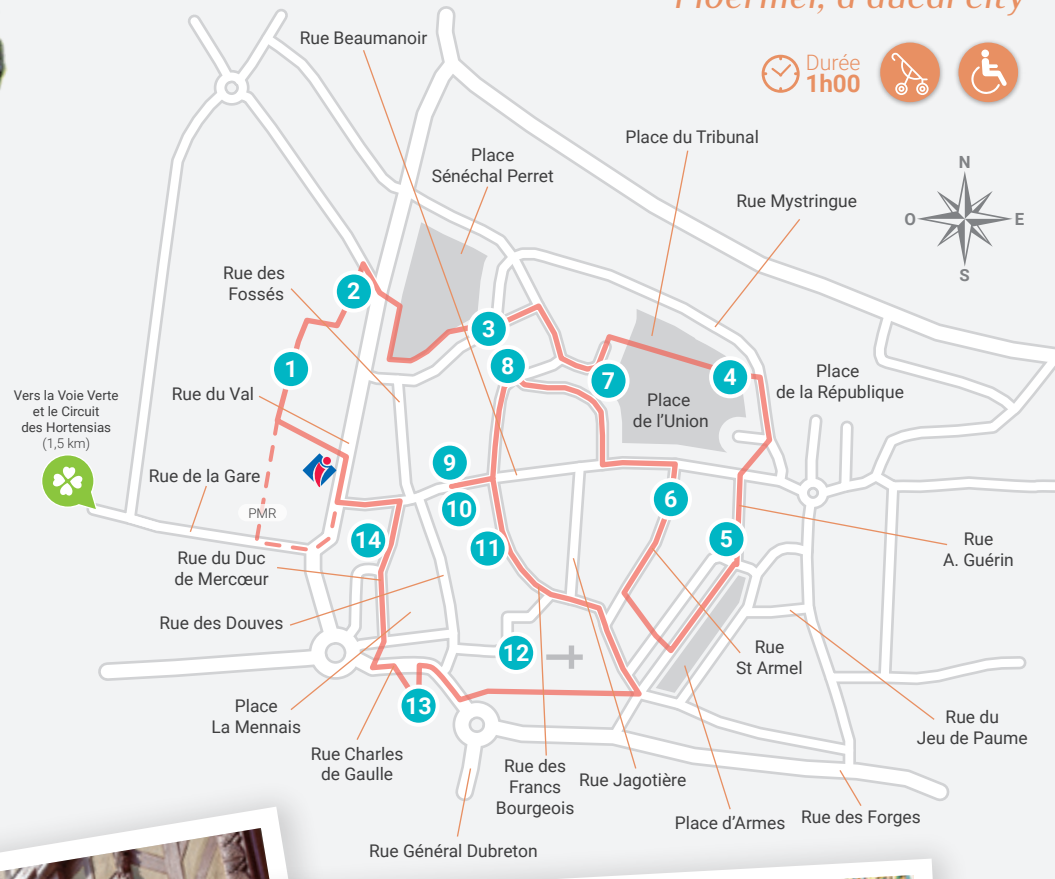 Ploërmel, a ducal city
Durée
1h00
Rue Beaumanoir
Place du Tribunal
Place
Sénéchal Perret
Rue Mystringue
N
O
E
S
Rue des
Fossés
2
3
1
8
7
4
Place
de la République
Place
de l'Union
Rue du Val
Vers la Voie Verte
et le Circuit
des Hortensias
(1,5 km)
Rue de la Gare
9
10
6
PMR
14
11
5
Rue
A. Guérin
Rue du Duc
de Mercœur
Rue des Douves
12
Rue
St Armel
13
Place
La Mennais
Rue du
Jeu de Paume
Rue Charles
de Gaulle
Rue des
Francs
Bourgeois
Rue Jagotière
Place d'Armes
Rue des Forges
Rue Général Dubreton